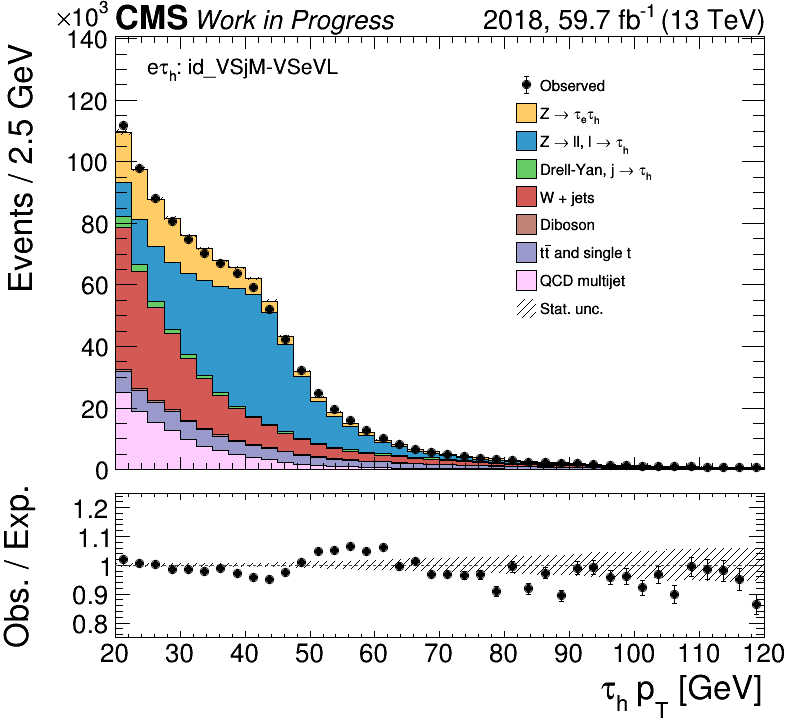 ×10³ CMS Work in Progress 2018, 59.7 fb⁻¹ (13 TeV)
eτₕ: id_VSjM-VSeVL
Events / 2.5 GeV
140
120
100
80
60
40
20
0
Observed
Z → τₑτₕ
Z → ll, l → τₕ
Drell-Yan, j → τₕ
W + jets
Diboson
tt̄ and single t
QCD multijet
Stat. unc.
Obs. / Exp.
1.2
1.1
1
0.9
0.8
20 30 40 50 60 70 80 90 100 110 120
τₕ p_T [GeV]